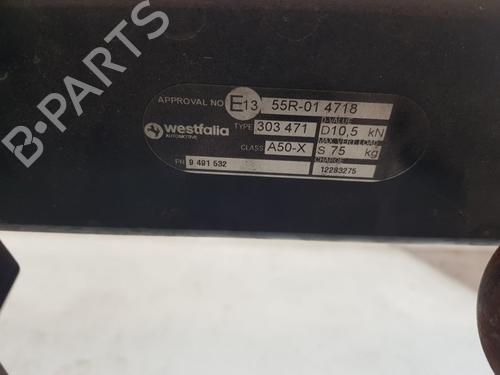 B-PARTS
APPROVAL NO E13 55R-01 4718
westfalia
AUTOMOTIVE
TYPE 303 471
D-VALUE
D10,5 kN
CLASS A50-X
MAX. VERT. LOAD
S 75 kg
PN 9 491 532
CHARGE
12283275